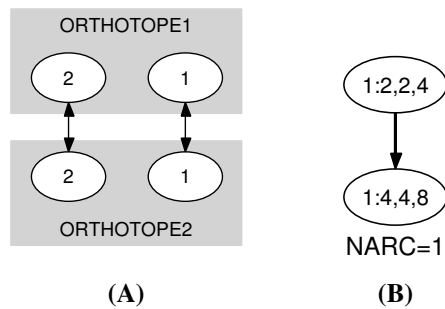 ORTHOTOPE1
2 1
2 1
ORTHOTOPE2
(A)
1:2,2,4
1:4,4,8
NARC=1
(B)